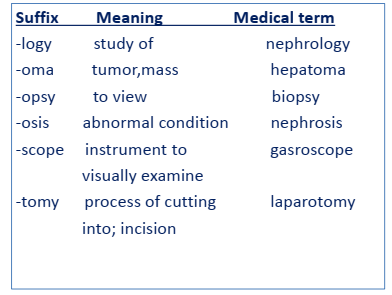 Suffix Meaning Medical term
-logy study of nephrology
-oma tumor,mass hepatoma
-opsy to view biopsy
-osis abnormal condition nephrosis
-scope instrument to gasroscope
visually examine
-tomy process of cutting laparotomy
into; incision